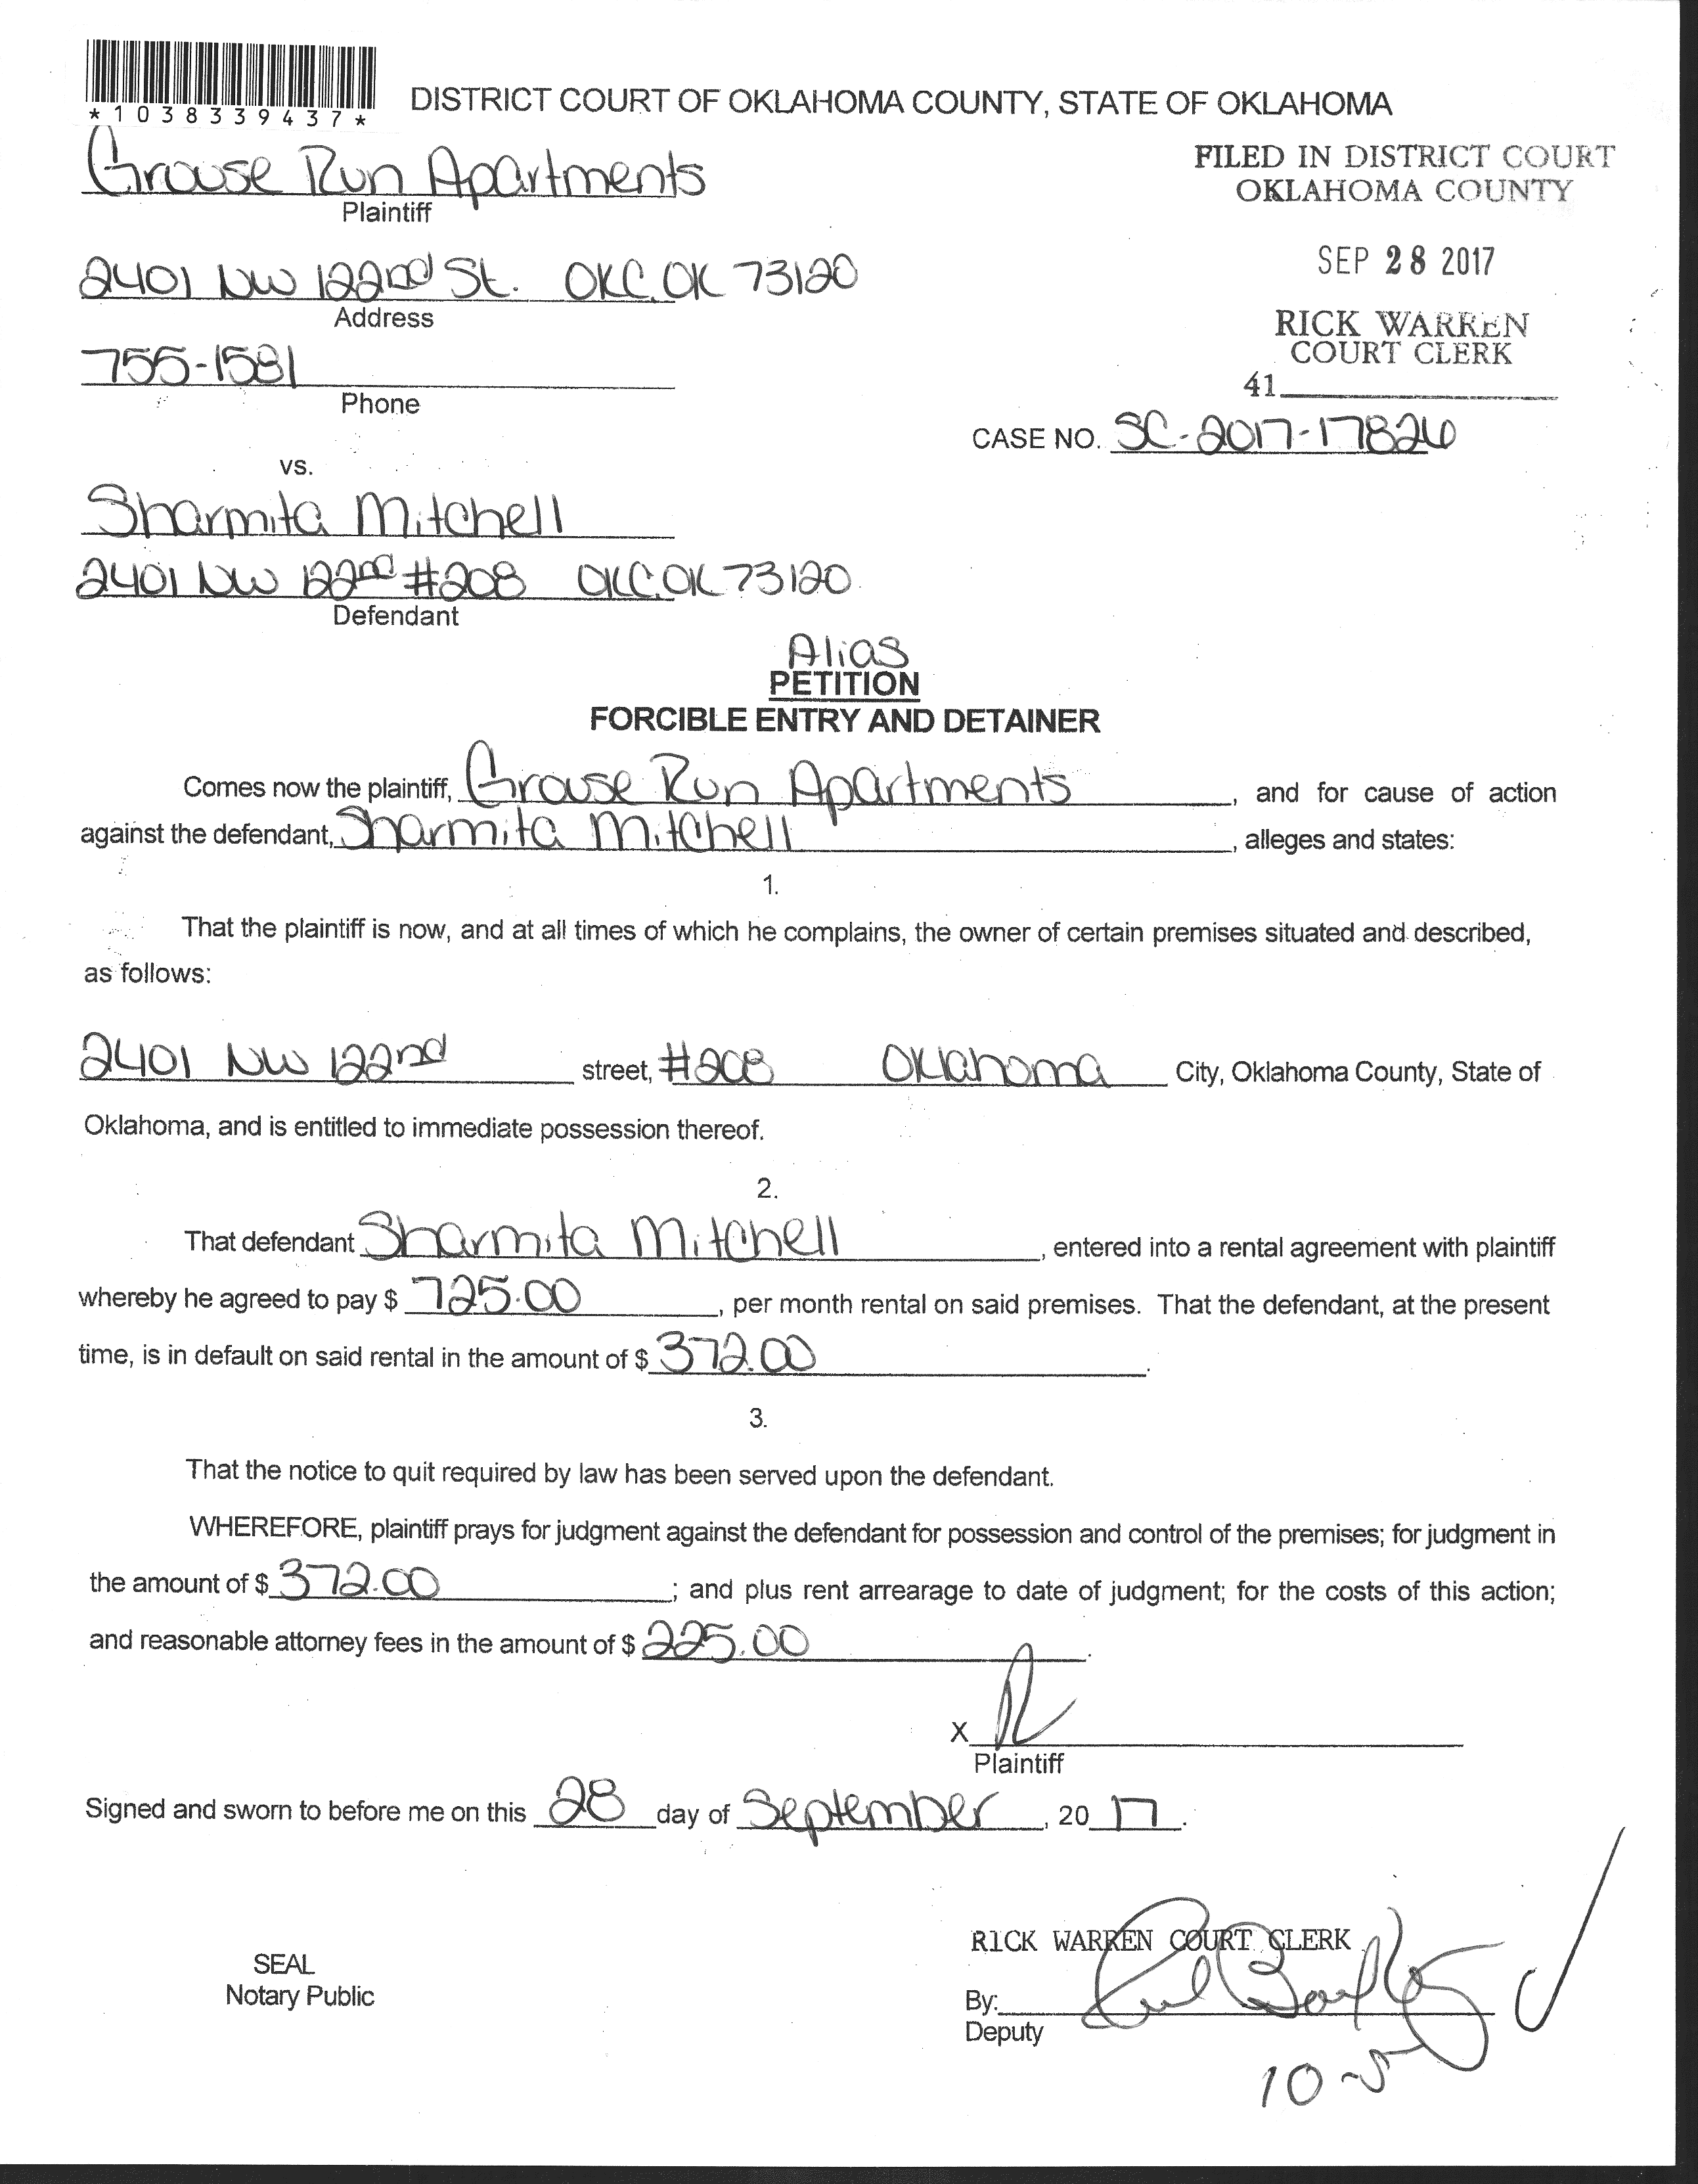 *1038339437*
DISTRICT COURT OF OKLAHOMA COUNTY, STATE OF OKLAHOMA
Grouse Run Apartments
Plaintiff
FILED IN DISTRICT COURT
OKLAHOMA COUNTY
2401 NW 122nd St. OKC, OK 73120
Address
SEP 28 2017
755-1581
Phone
RICK WARREN
COURT CLERK
41
CASE NO. SC-2017-17826
vs.
Sharmita Mitchell
2401 NW 122nd #208 OKC, OK 73120
Defendant
Alias
PETITION
FORCIBLE ENTRY AND DETAINER
Comes now the plaintiff, Grouse Run Apartments, and for cause of action
against the defendant, Sharmita Mitchell, alleges and states:
1.
That the plaintiff is now, and at all times of which he complains, the owner of certain premises situated and described,
as follows:
2401 NW 122nd street, #208 Oklahoma City, Oklahoma County, State of
Oklahoma, and is entitled to immediate possession thereof.
2.
That defendant Sharmita Mitchell, entered into a rental agreement with plaintiff
whereby he agreed to pay $ 725.00, per month rental on said premises. That the defendant, at the present
time, is in default on said rental in the amount of $ 372.00.
3.
That the notice to quit required by law has been served upon the defendant.
WHEREFORE, plaintiff prays for judgment against the defendant for possession and control of the premises; for judgment in
the amount of $ 372.00; and plus rent arrearage to date of judgment; for the costs of this action;
and reasonable attorney fees in the amount of $ 225.00.
X
Plaintiff
Signed and sworn to before me on this 28 day of September, 20 17.
RICK WARREN COURT CLERK
SEAL
Notary Public
By:
Deputy
10-5